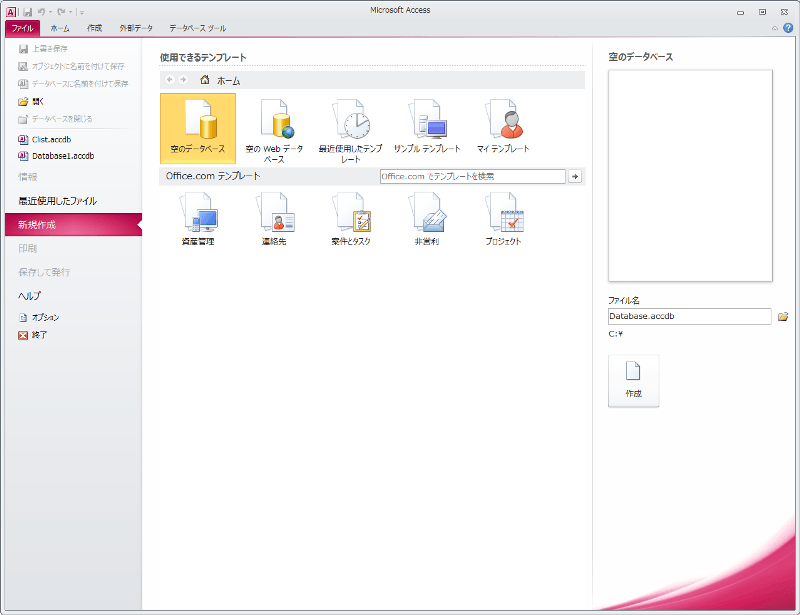 Microsoft Access
ファイル ホーム 作成 外部データ データベース ツール
上書き保存
オブジェクトに名前を付けて保存
データベースに名前を付けて保存
開く
データベースを閉じる
Clist.accdb
Database1.accdb
情報
最近使用したファイル
新規作成
印刷
保存して発行
ヘルプ
オプション
終了
使用できるテンプレート
ホーム
空のデータベース
空の Web データ
ベース
最近使用したテンプ
レート
サンプル テンプレート
マイ テンプレート
Office.com テンプレート
Office.com でテンプレートを検索
資産管理
連絡先
案件とタスク
非営利
プロジェクト
空のデータベース
ファイル名
Database.accdb
C:¥
作成